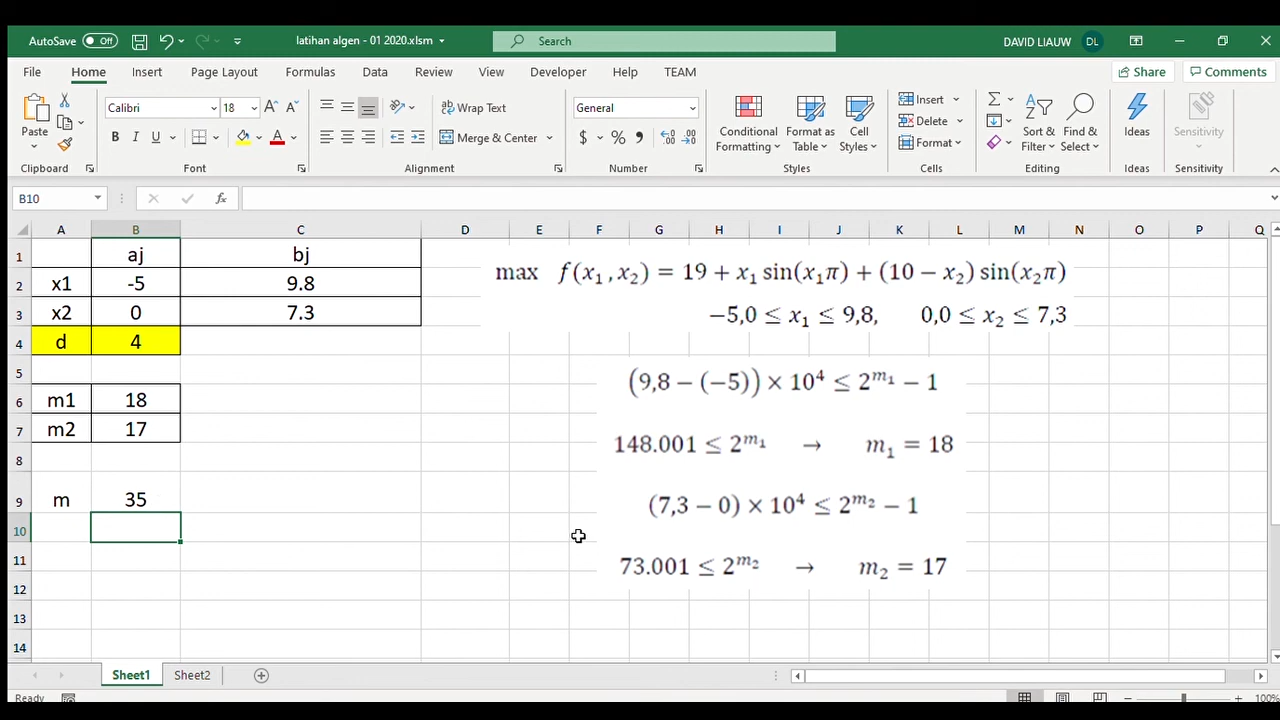 AutoSave Off latihan algen - 01 2020.xlsm Search DAVID LIAUW DL
File Home Insert Page Layout Formulas Data Review View Developer Help TEAM Share Comments
Paste Calibri 18 A A Wrap Text General Conditional Formatting Format as Table Cell Styles Insert Delete Format Sort & Filter Find & Select Ideas Sensitivity
B I U A Merge & Center $ % 9
Clipboard Font Alignment Number Styles Cells Editing Ideas Sensitivity
B10 fx
A B C D E F G H I J K L M N O P Q
1 aj bj
max f(x₁, x₂) = 19 + x₁ sin(x₁π) + (10 − x₂) sin(x₂π)
2 x1 -5 9.8
3 x2 0 7.3
−5,0 ≤ x₁ ≤ 9,8, 0,0 ≤ x₂ ≤ 7,3
4 d 4
5
(9,8 − (−5)) × 10⁴ ≤ 2^m₁ − 1
6 m1 18
7 m2 17
148.001 ≤ 2^m₁ → m₁ = 18
8
9 m 35
(7,3 − 0) × 10⁴ ≤ 2^m₂ − 1
10
11
73.001 ≤ 2^m₂ → m₂ = 17
12
13
14
Sheet1 Sheet2
Ready 100%